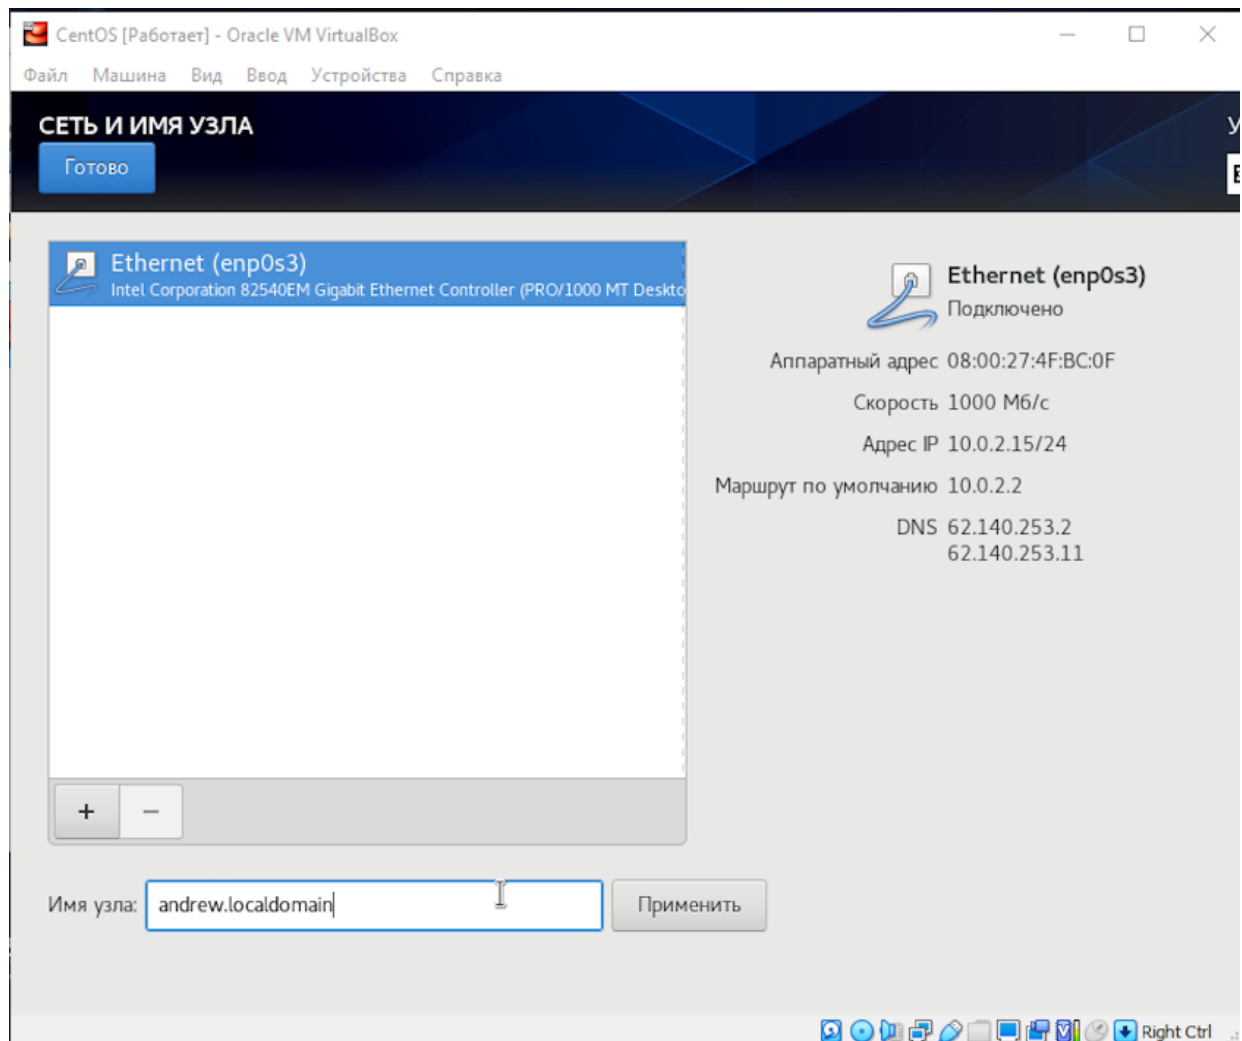 CentOS [Работает] - Oracle VM VirtualBox
Файл Машина Вид Ввод Устройства Справка
СЕТЬ И ИМЯ УЗЛА
Готово
У
Ethernet (enp0s3)
Intel Corporation 82540EM Gigabit Ethernet Controller (PRO/1000 MT Deskto
Ethernet (enp0s3)
Подключено
Аппаратный адрес 08:00:27:4F:BC:0F
Скорость 1000 Мб/с
Адрес IP 10.0.2.15/24
Маршрут по умолчанию 10.0.2.2
DNS 62.140.253.2
62.140.253.11
+ −
Имя узла: andrew.localdomain Применить
Right Ctrl